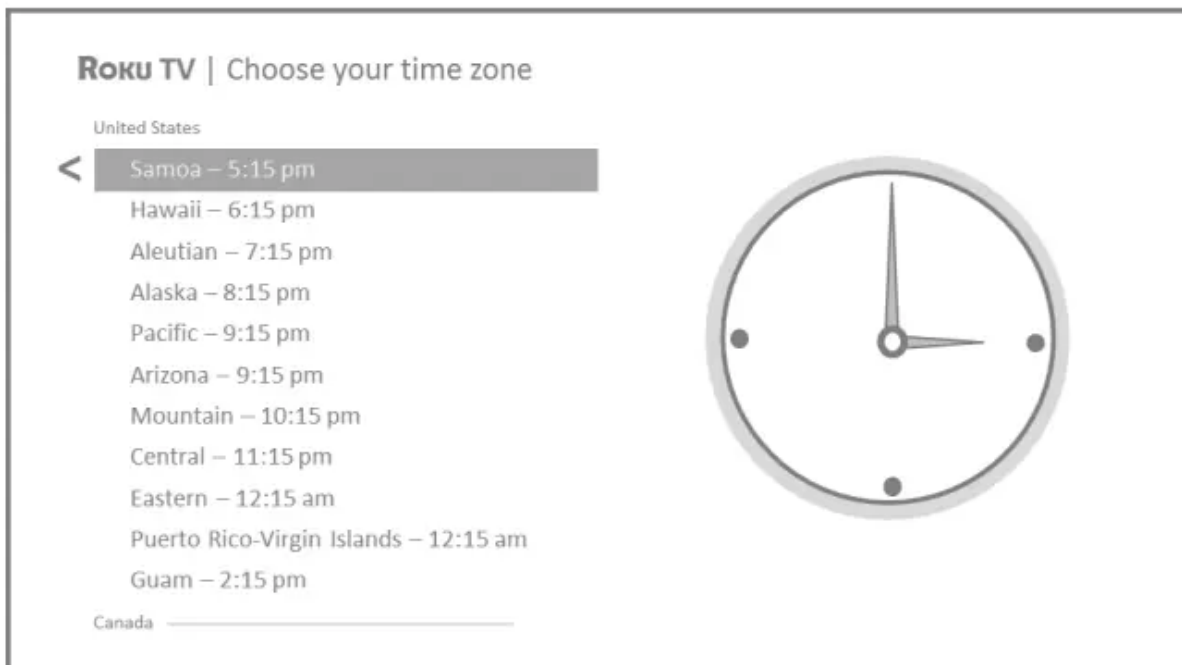 ROKU TV | Choose your time zone
United States
< Samoa – 5:15 pm
Hawaii – 6:15 pm
Aleutian – 7:15 pm
Alaska – 8:15 pm
Pacific – 9:15 pm
Arizona – 9:15 pm
Mountain – 10:15 pm
Central – 11:15 pm
Eastern – 12:15 am
Puerto Rico-Virgin Islands – 12:15 am
Guam – 2:15 pm
Canada